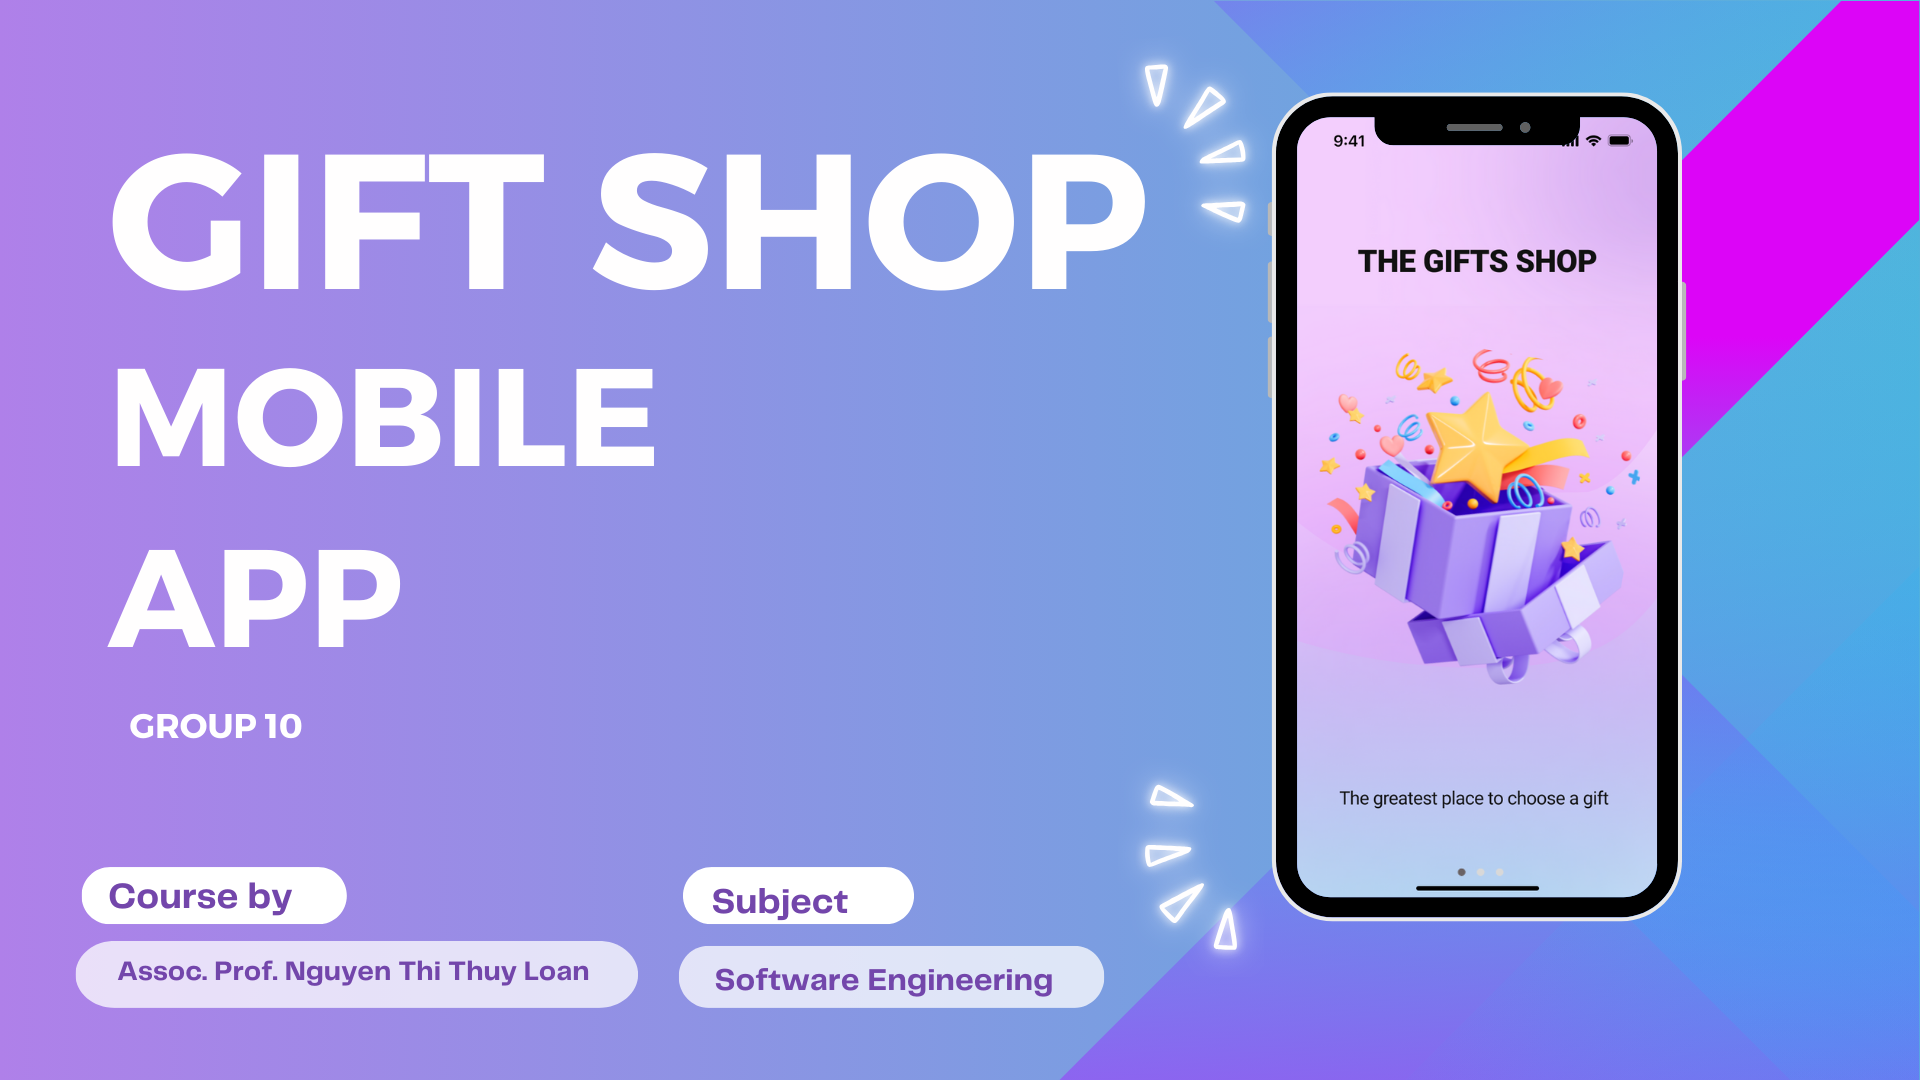 GIFT SHOP
MOBILE
APP
GROUP 10
Course by
Assoc. Prof. Nguyen Thi Thuy Loan
Subject
Software Engineering
9:41
THE GIFTS SHOP
The greatest place to choose a gift